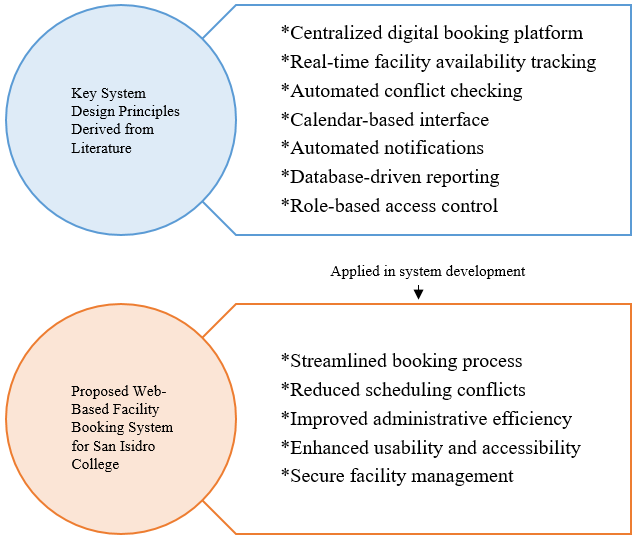 Key System
Design Principles
Derived from
Literature
*Centralized digital booking platform
*Real-time facility availability tracking
*Automated conflict checking
*Calendar-based interface
*Automated notifications
*Database-driven reporting
*Role-based access control
Applied in system development
Proposed Web-
Based Facility
Booking System
for San Isidro
College
*Streamlined booking process
*Reduced scheduling conflicts
*Improved administrative efficiency
*Enhanced usability and accessibility
*Secure facility management